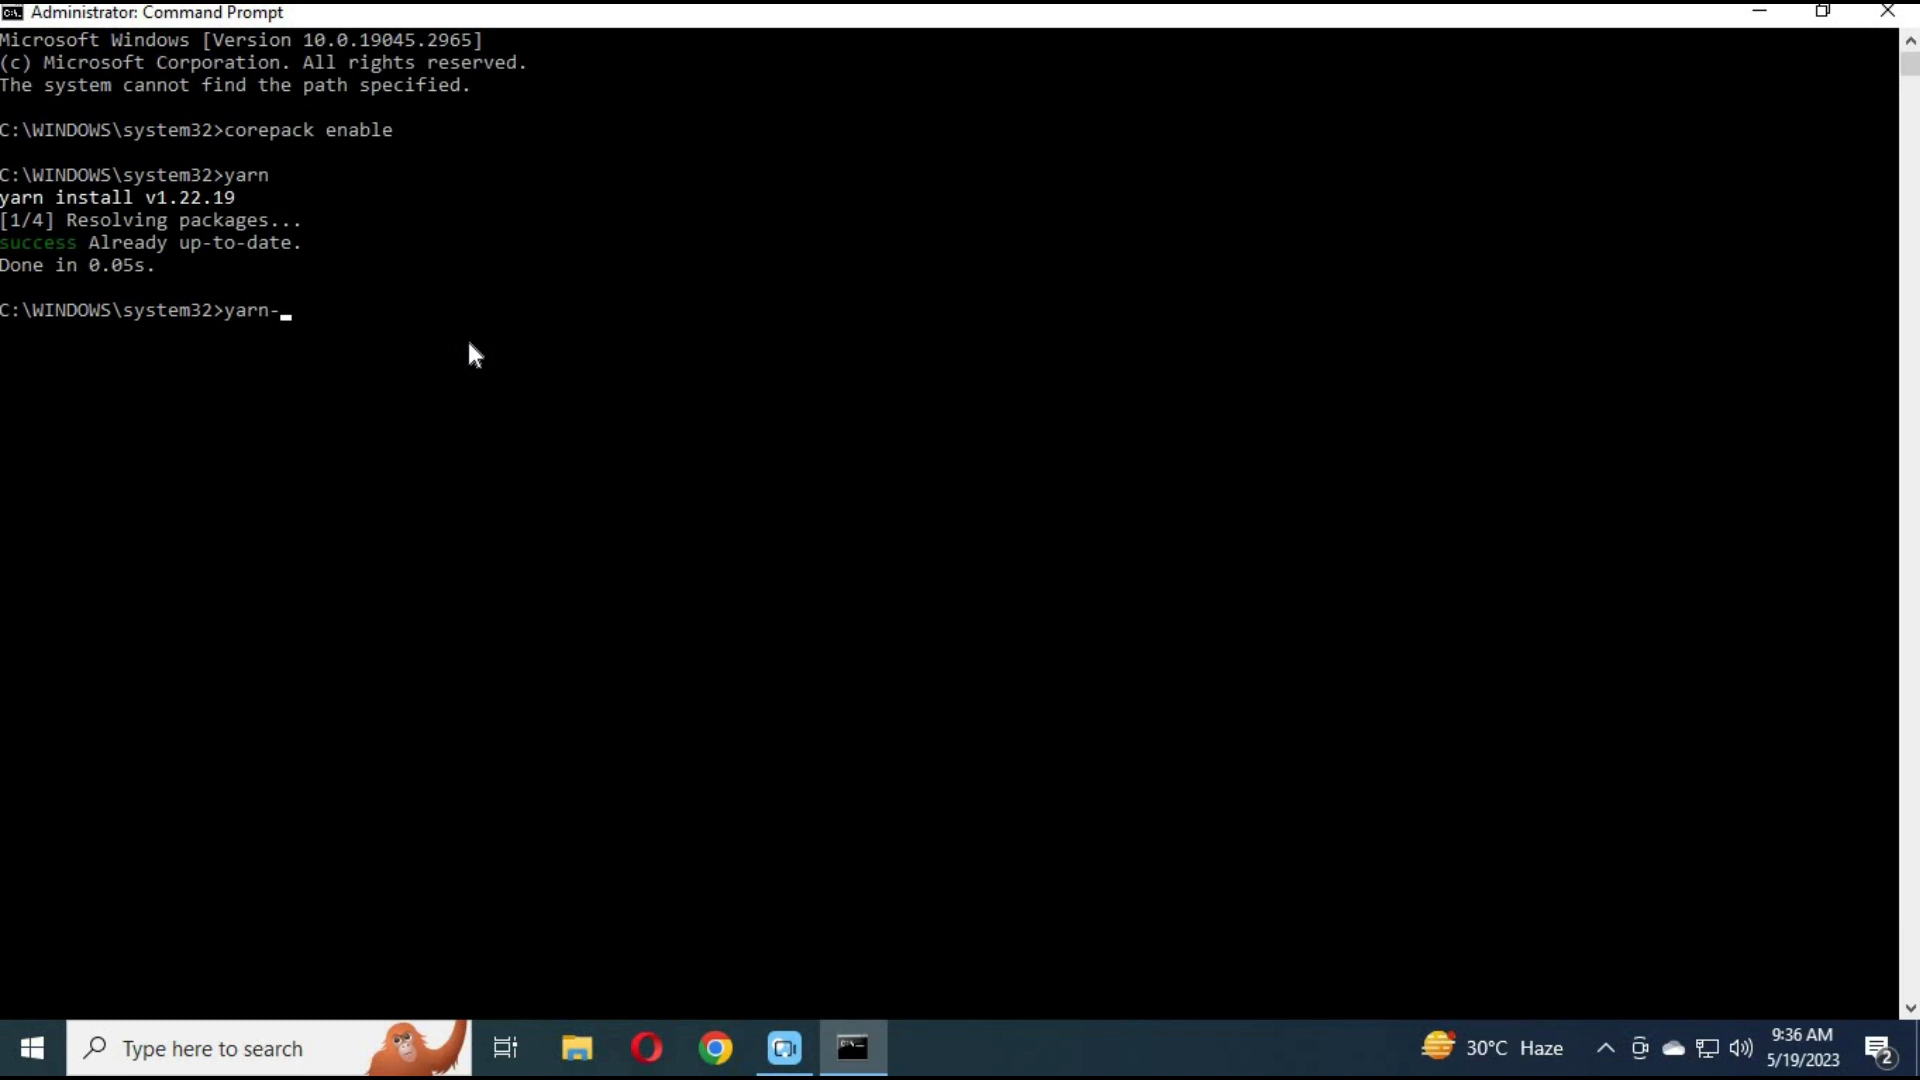 Administrator: Command Prompt
Microsoft Windows [Version 10.0.19045.2965]
(c) Microsoft Corporation. All rights reserved.
The system cannot find the path specified.
C:\WINDOWS\system32>corepack enable
C:\WINDOWS\system32>yarn
yarn install v1.22.19
[1/4] Resolving packages...
success Already up-to-date.
Done in 0.05s.
C:\WINDOWS\system32>yarn-
Type here to search
30°C Haze
9:36 AM
5/19/2023
2